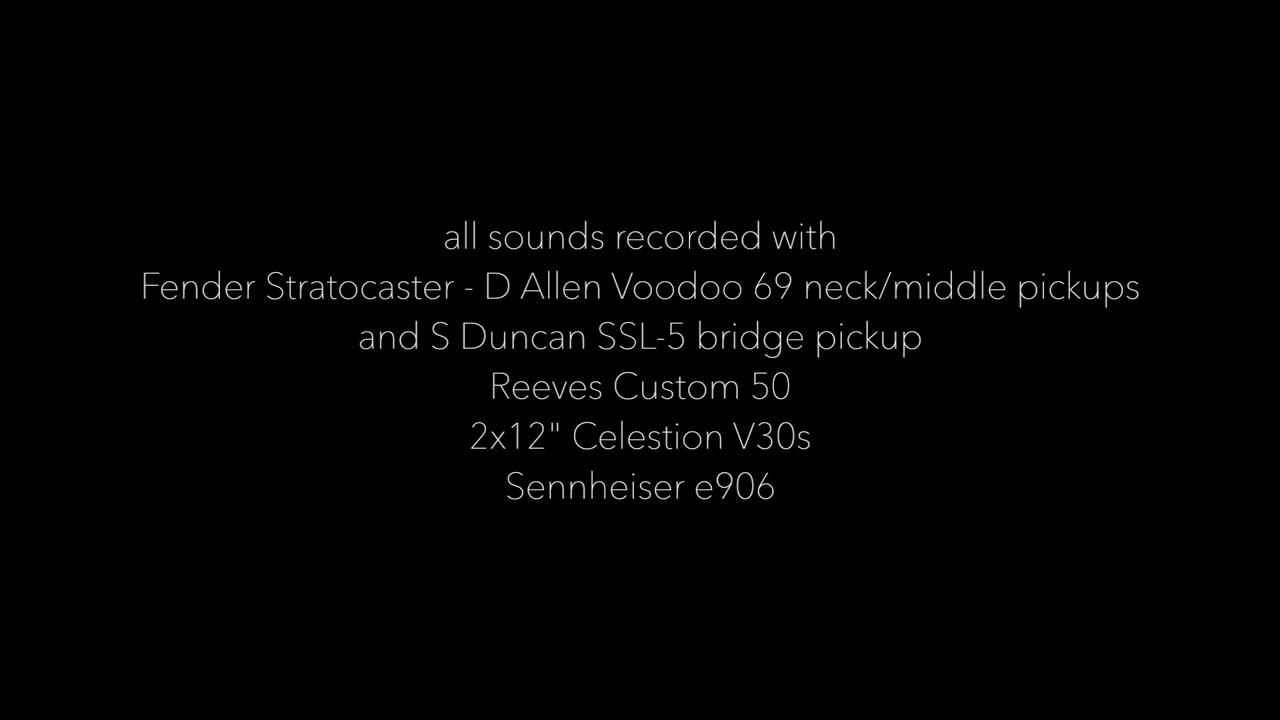 all sounds recorded with
Fender Stratocaster - D Allen Voodoo 69 neck/middle pickups
and S Duncan SSL-5 bridge pickup
Reeves Custom 50
2x12" Celestion V30s
Sennheiser e906